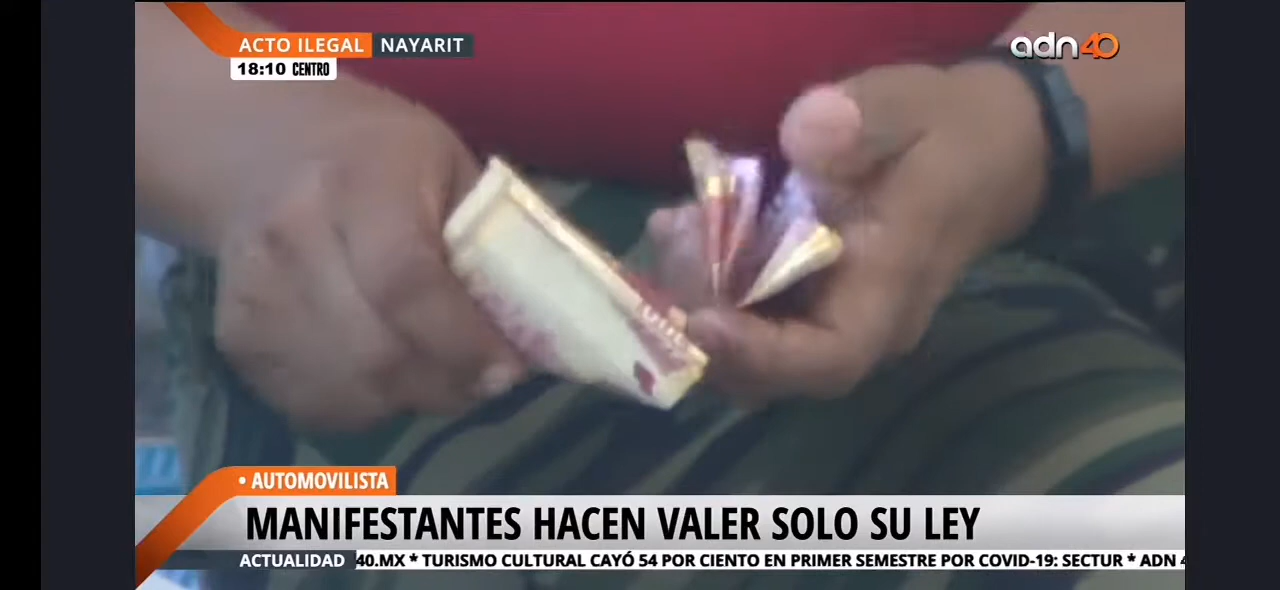 ACTO ILEGAL NAYARIT
18:10 CENTRO
adn40
• AUTOMOVILISTA
MANIFESTANTES HACEN VALER SOLO SU LEY
ACTUALIDAD 40.MX * TURISMO CULTURAL CAYÓ 54 POR CIENTO EN PRIMER SEMESTRE POR COVID-19: SECTUR * ADN